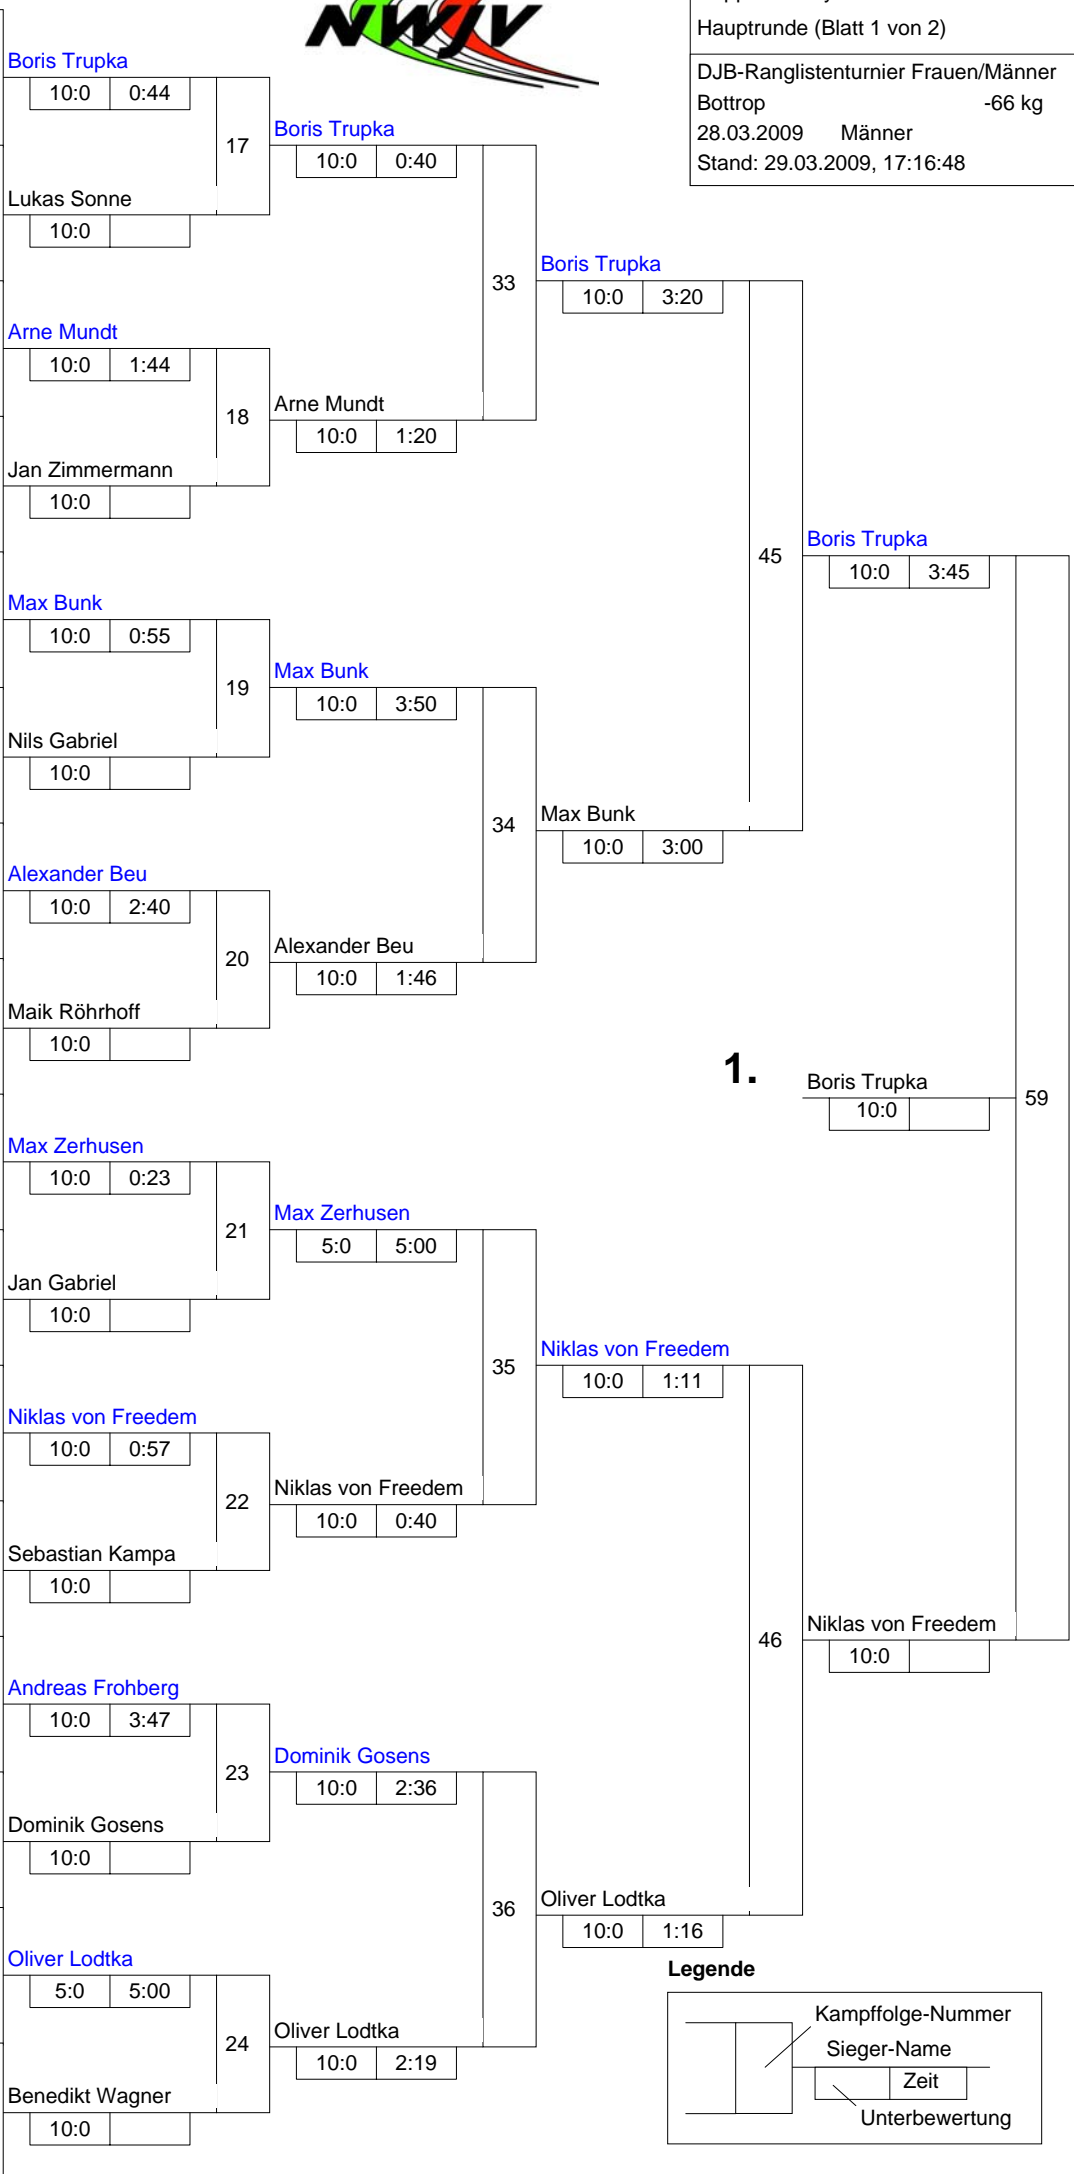 NWJV
Hauptrunde (Blatt 1 von 2)
DJB-Ranglistenturnier Frauen/Männer
Bottrop -66 kg
28.03.2009 Männer
Stand: 29.03.2009, 17:16:48
Boris Trupka
10:0 0:44
17
Lukas Sonne
10:0
Arne Mundt
10:0 1:44
18
Jan Zimmermann
10:0
Max Bunk
10:0 0:55
19
Nils Gabriel
10:0
Alexander Beu
10:0 2:40
20
Maik Röhrhoff
10:0
Max Zerhusen
10:0 0:23
21
Jan Gabriel
10:0
Niklas von Freedem
10:0 0:57
22
Sebastian Kampa
10:0
Andreas Frohberg
10:0 3:47
23
Dominik Gosens
10:0
Oliver Lodtka
5:0 5:00
24
Benedikt Wagner
10:0
Boris Trupka
10:0 0:40
33
Arne Mundt
10:0 1:20
Max Bunk
10:0 3:50
34
Alexander Beu
10:0 1:46
Max Zerhusen
5:0 5:00
35
Niklas von Freedem
10:0 0:40
Dominik Gosens
10:0 2:36
36
Oliver Lodtka
10:0 2:19
Boris Trupka
10:0 3:20
45
Max Bunk
10:0 3:00
Niklas von Freedem
10:0 1:11
46
Oliver Lodtka
10:0 1:16
Boris Trupka
10:0 3:45
1.
Boris Trupka
10:0
59
Niklas von Freedem
10:0
Legende
Kampffolge-Nummer
Sieger-Name
Zeit
Unterbewertung